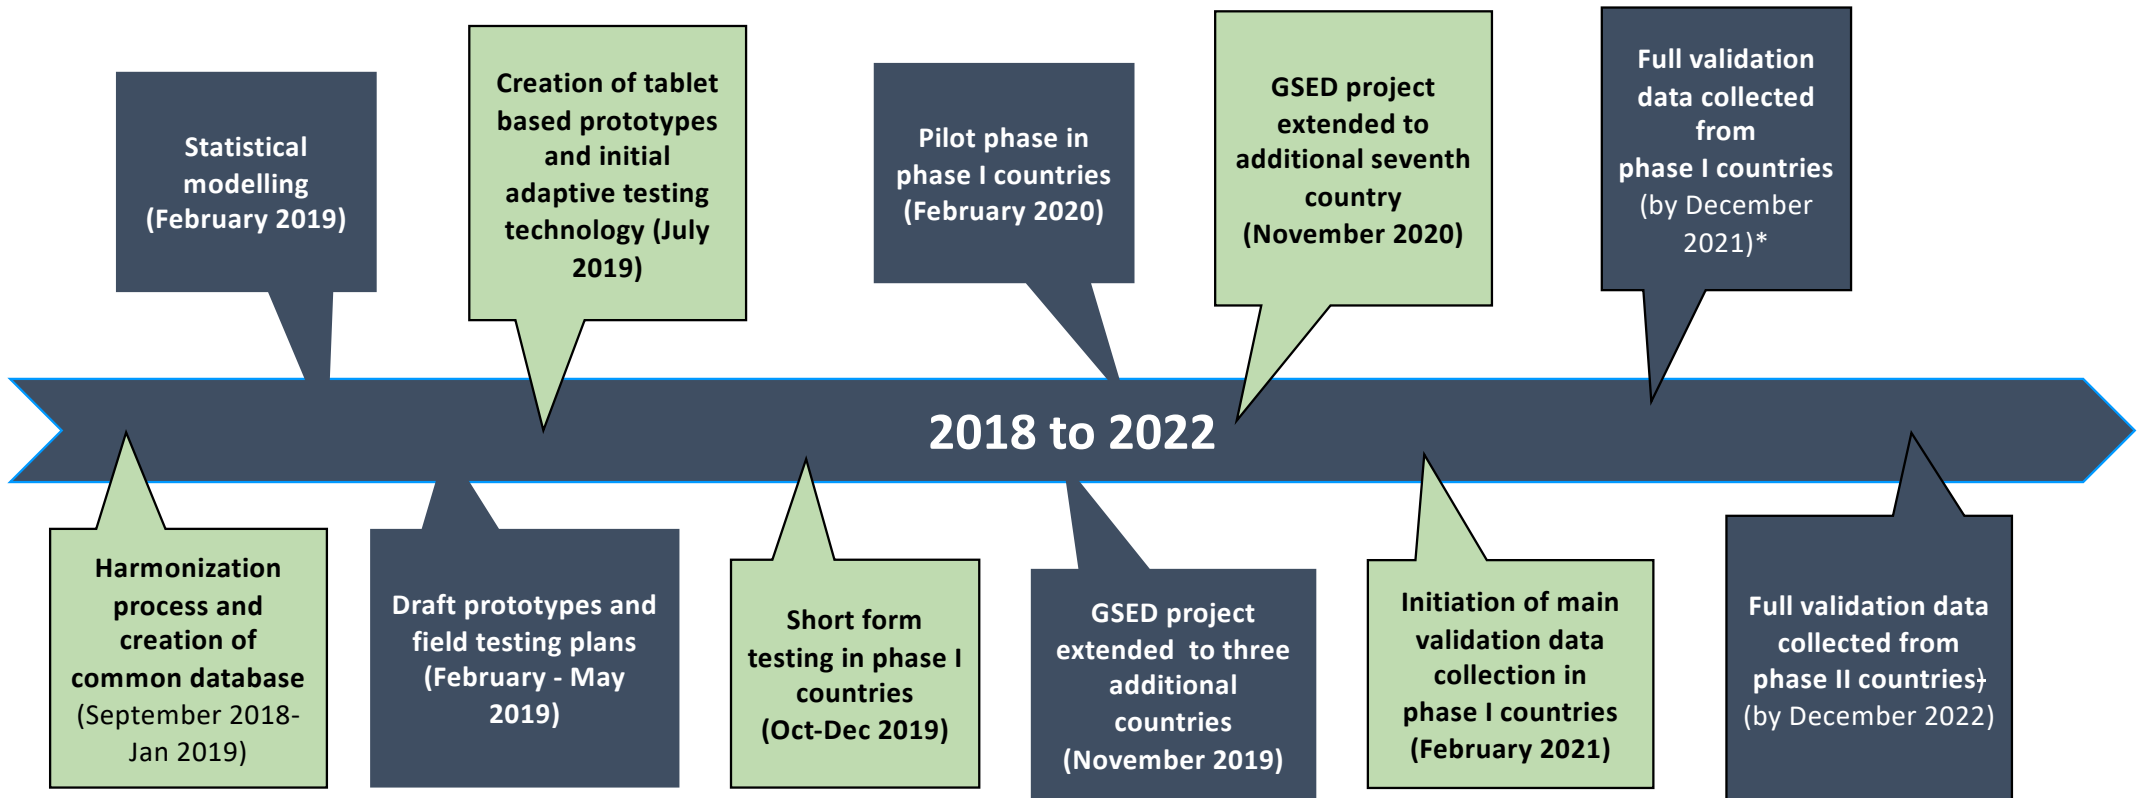 Statistical
modelling
(February 2019)
Creation of tablet
based prototypes
and initial
adaptive testing
technology (July
2019)
Pilot phase in
phase I countries
(February 2020)
GSED project
extended to
additional seventh
country
(November 2020)
Full validation
data collected
from
phase I countries
(by December
2021)*
2018 to 2022
Harmonization
process and
creation of
common database
(September 2018-
Jan 2019)
Draft prototypes and
field testing plans
(February - May
2019)
Short form
testing in phase I
countries
(Oct-Dec 2019)
GSED project
extended  to three
additional
countries
(November 2019)
Initiation of main
validation data
collection in
phase I countries
(February 2021)
Full validation data
collected from
phase II countries)
(by December 2022)